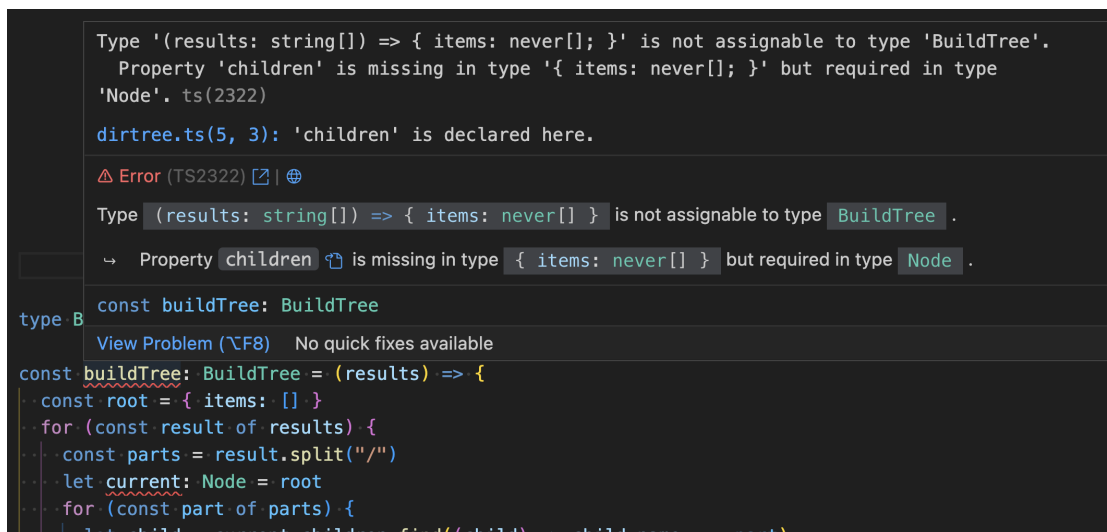 Type '(results: string[]) => { items: never[]; }' is not assignable to type 'BuildTree'.
Property 'children' is missing in type '{ items: never[]; }' but required in type
'Node'. ts(2322)
dirtree.ts(5, 3): 'children' is declared here.
Error (TS2322) |
Type (results: string[]) => { items: never[] } is not assignable to type BuildTree .
↪ Property children is missing in type { items: never[] } but required in type Node .
const buildTree: BuildTree
type B
View Problem (⌥F8) No quick fixes available
const buildTree: BuildTree = (results) => {
const root = { items: [] }
for (const result of results) {
const parts = result.split("/")
let current: Node = root
for (const part of parts) {